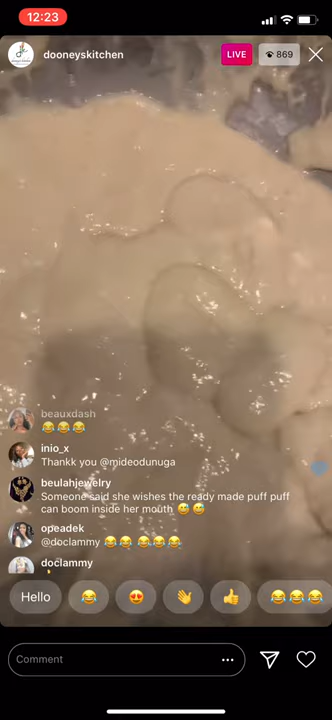 12:23
dooneyskitchen
LIVE
869
beauxdash
😂😂😂
inio_x
Thankk you @mideodunuga
beulahjewelry
Someone said she wishes the ready made puff puff
can boom inside her mouth 😅 😅
opeadek
@doclammy 😂 😂 😂😂😂
doclammy
Hello
Comment